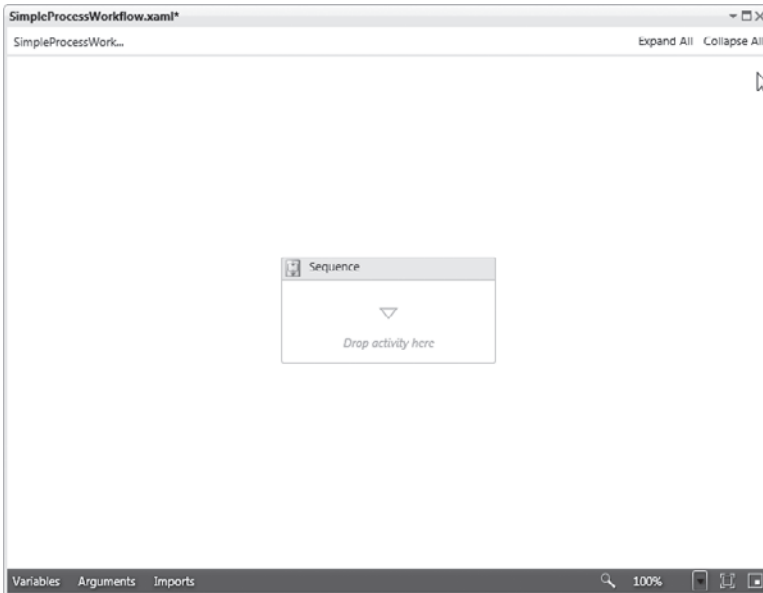 SimpleProcessWorkflow.xaml*
SimpleProcessWork...
Expand All Collapse All
Sequence
Drop activity here
Variables Arguments Imports 100%